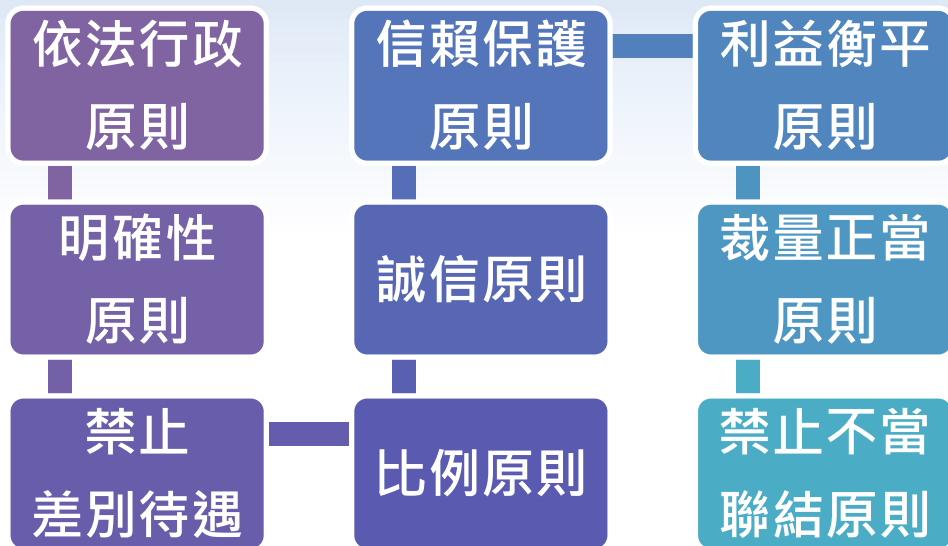 依法行政
原則
明確性
原則
禁止
差別待遇
比例原則
誠信原則
信賴保護
原則
利益衡平
原則
裁量正當
原則
禁止不當
聯結原則